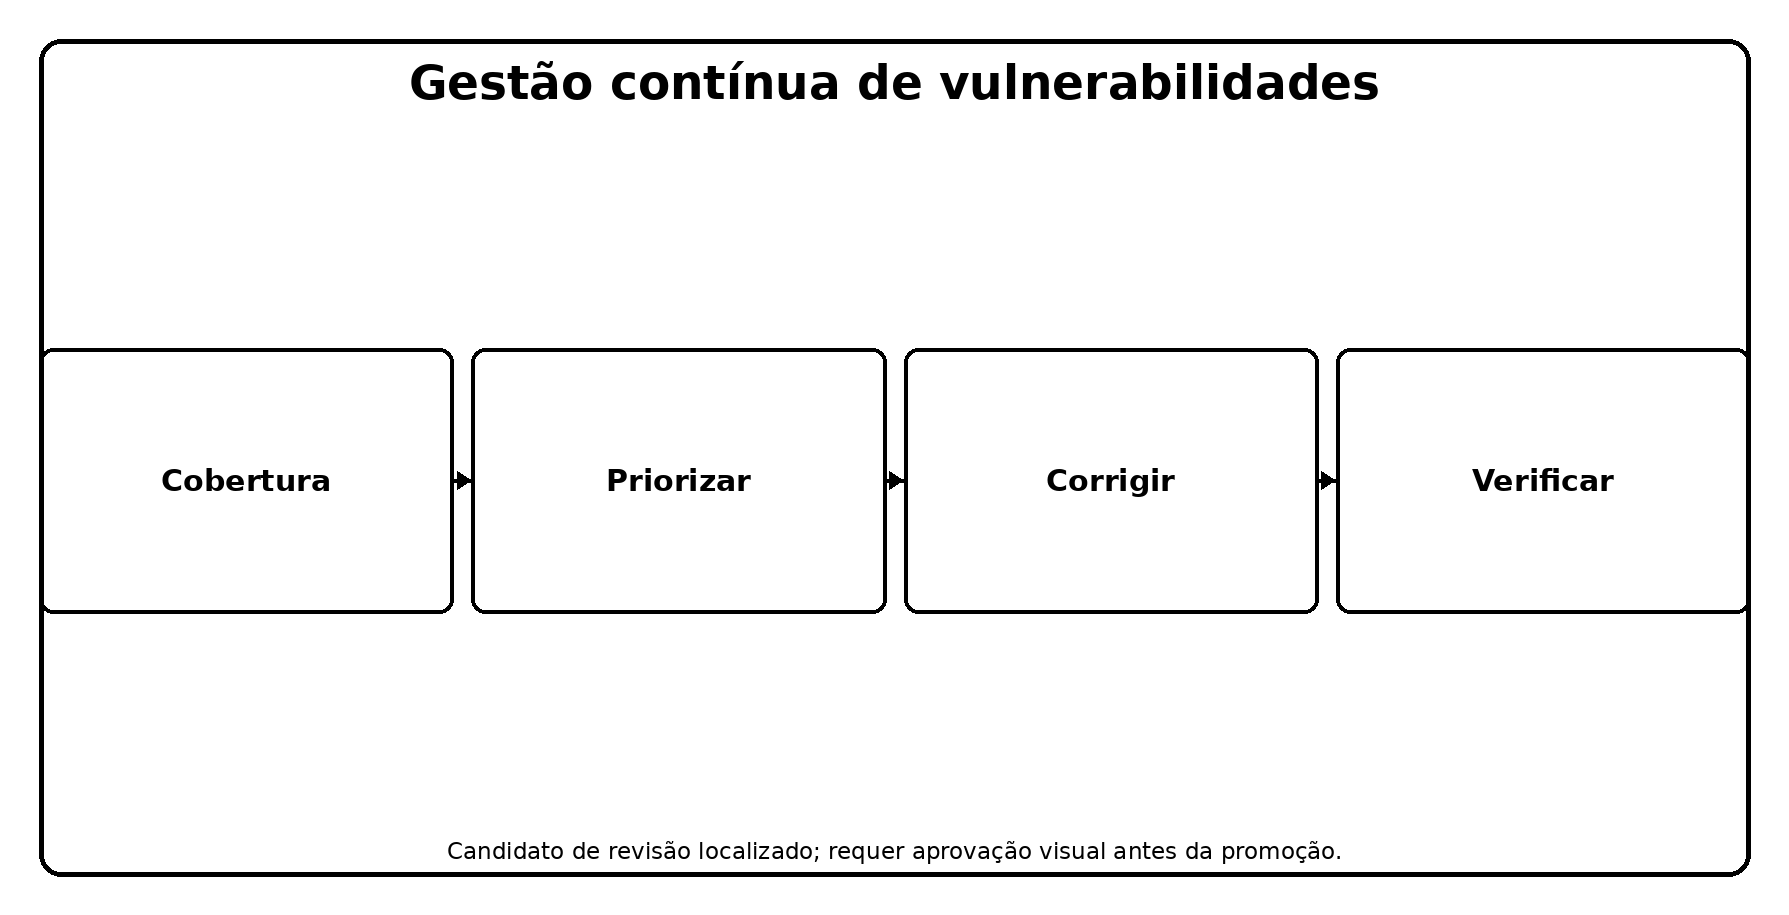 Gestão contínua de vulnerabilidades
Cobertura
Priorizar
Corrigir
Verificar
Candidato de revisão localizado; requer aprovação visual antes da promoção.